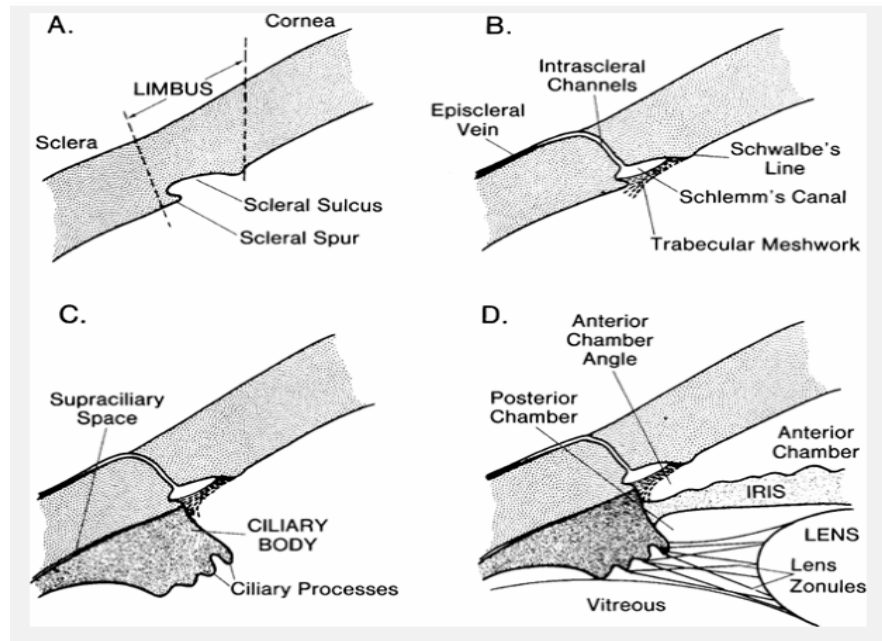 A.
Cornea
LIMBUS
Sclera
Scleral Sulcus
Scleral Spur
B.
Intrascleral
Channels
Episcleral
Vein
Schwalbe's
Line
Schlemm's Canal
Trabecular Meshwork
C.
Supraciliary
Space
CILIARY
BODY
Ciliary Processes
D.
Anterior
Chamber
Angle
Posterior
Chamber
Anterior
Chamber
IRIS
LENS
Lens
Zonules
Vitreous